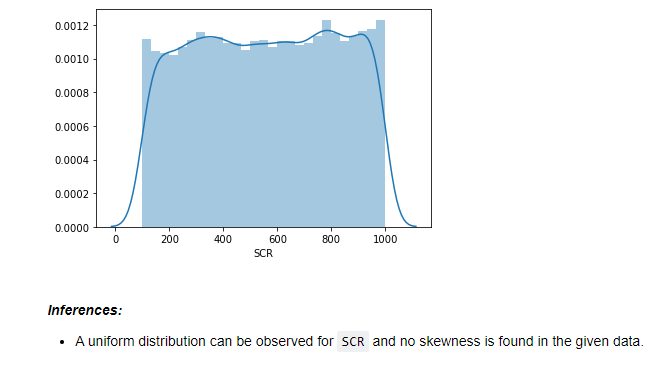 0.0012
0.0010
0.0008
0.0006
0.0004
0.0002
0.0000
0 200 400 600 800 1000
SCR
Inferences:
• A uniform distribution can be observed for SCR and no skewness is found in the given data.